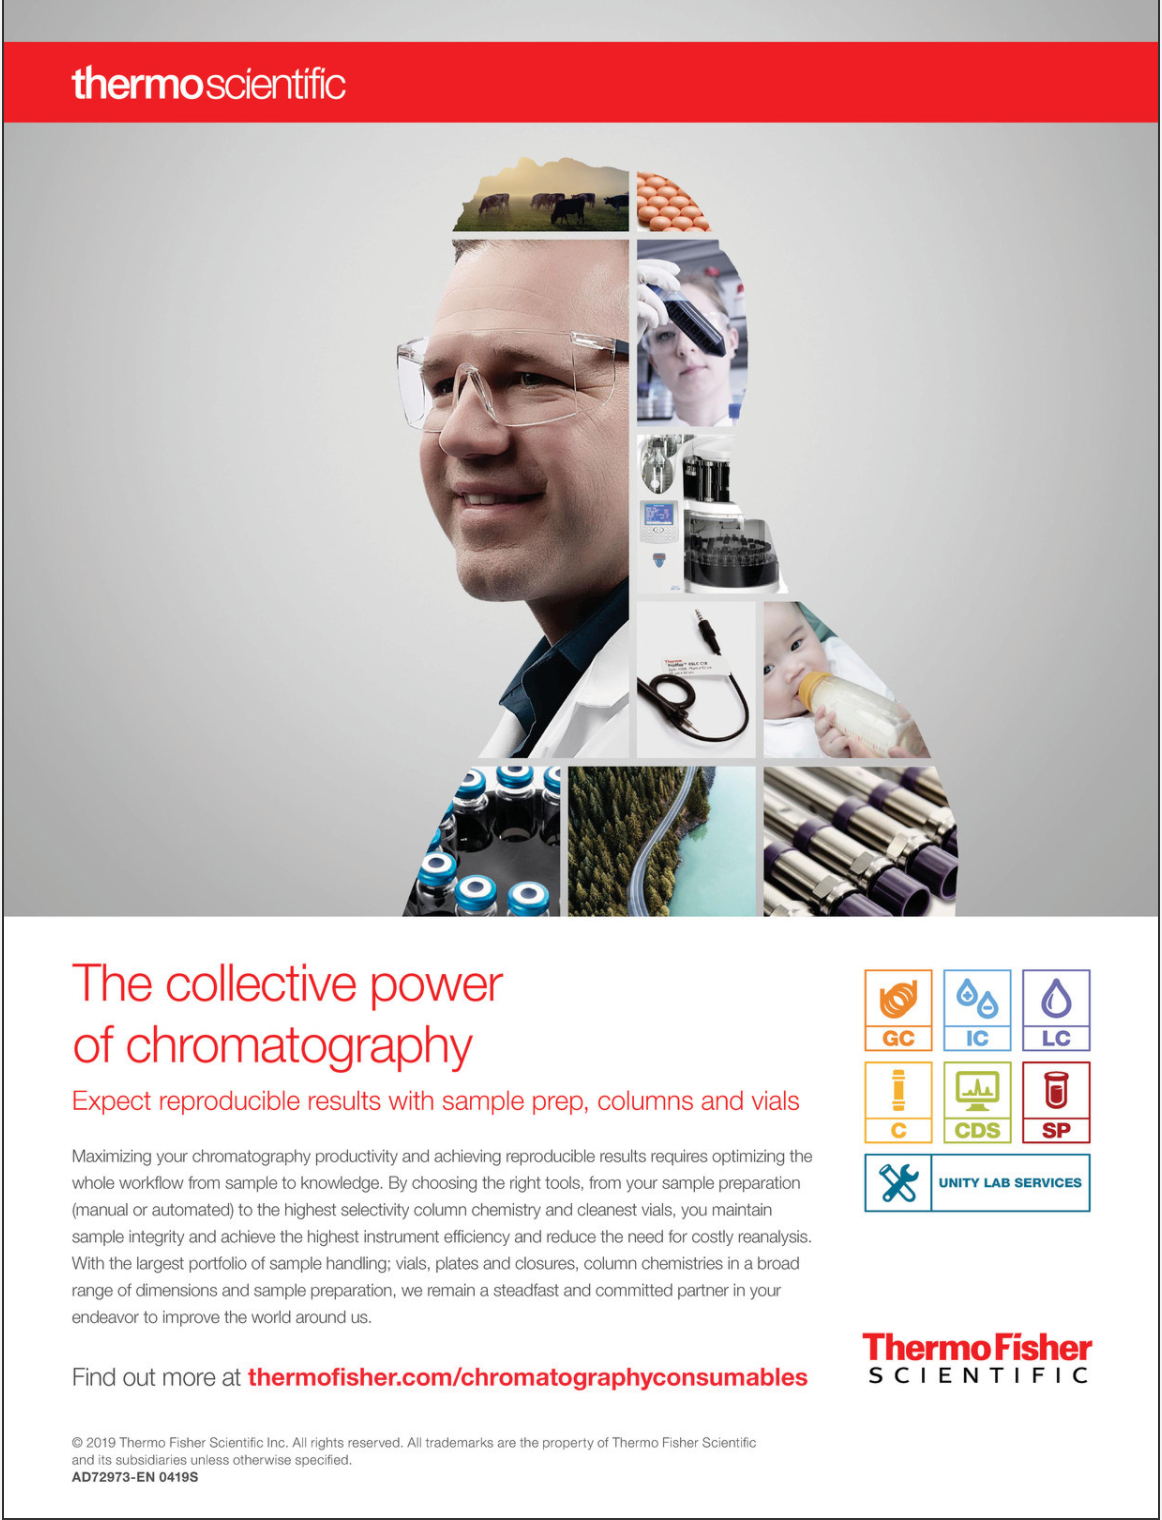 thermoscientific
The collective power
of chromatography
Expect reproducible results with sample prep, columns and vials
Maximizing your chromatography productivity and achieving reproducible results requires optimizing the
whole workflow from sample to knowledge. By choosing the right tools, from your sample preparation
(manual or automated) to the highest selectivity column chemistry and cleanest vials, you maintain
sample integrity and achieve the highest instrument efficiency and reduce the need for costly reanalysis.
With the largest portfolio of sample handling; vials, plates and closures, column chemistries in a broad
range of dimensions and sample preparation, we remain a steadfast and committed partner in your
endeavor to improve the world around us.
Find out more at thermofisher.com/chromatographyconsumables
© 2019 Thermo Fisher Scientific Inc. All rights reserved. All trademarks are the property of Thermo Fisher Scientific
and its subsidiaries unless otherwise specified.
AD72973-EN 0419S
GC IC LC
C CDS SP
UNITY LAB SERVICES
ThermoFisher
SCIENTIFIC